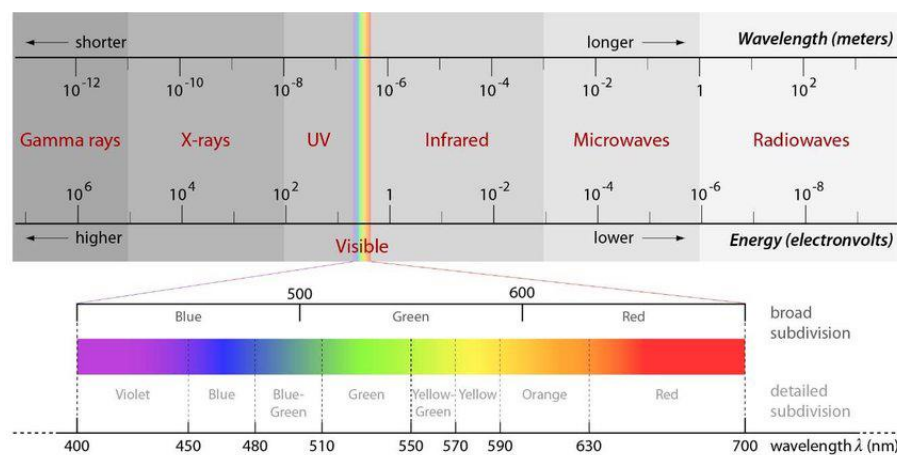 ← shorter longer → Wavelength (meters)
10⁻¹² 10⁻¹⁰ 10⁻⁸ 10⁻⁶ 10⁻⁴ 10⁻² 1 10²
Gamma rays X-rays UV Infrared Microwaves Radiowaves
10⁶ 10⁴ 10² 1 10⁻² 10⁻⁴ 10⁻⁶ 10⁻⁸
← higher Visible lower → Energy (electronvolts)
500 600
Blue Green Red broad
subdivision
Violet Blue Blue-
Green Green Yellow-
Green Yellow Orange Red detailed
subdivision
400 450 480 510 550 570 590 630 700 wavelength λ (nm)